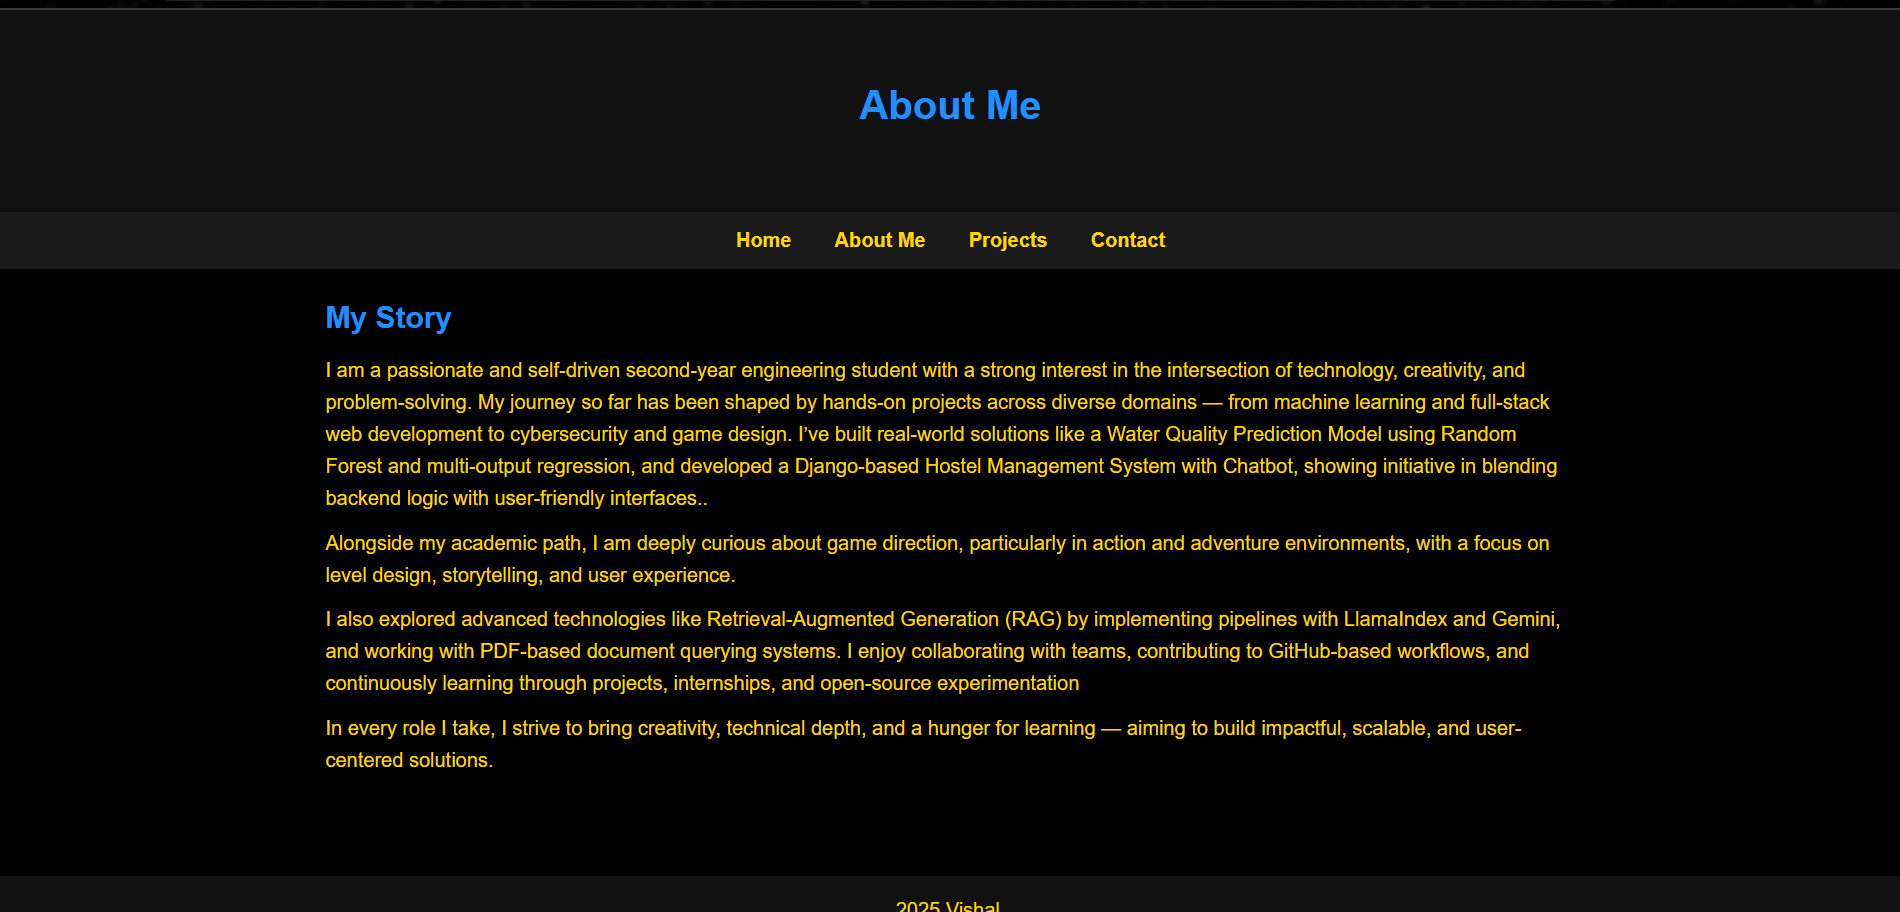 About Me
Home About Me Projects Contact
My Story
I am a passionate and self-driven second-year engineering student with a strong interest in the intersection of technology, creativity, and
problem-solving. My journey so far has been shaped by hands-on projects across diverse domains — from machine learning and full-stack
web development to cybersecurity and game design. I’ve built real-world solutions like a Water Quality Prediction Model using Random
Forest and multi-output regression, and developed a Django-based Hostel Management System with Chatbot, showing initiative in blending
backend logic with user-friendly interfaces..
Alongside my academic path, I am deeply curious about game direction, particularly in action and adventure environments, with a focus on
level design, storytelling, and user experience.
I also explored advanced technologies like Retrieval-Augmented Generation (RAG) by implementing pipelines with LlamaIndex and Gemini,
and working with PDF-based document querying systems. I enjoy collaborating with teams, contributing to GitHub-based workflows, and
continuously learning through projects, internships, and open-source experimentation
In every role I take, I strive to bring creativity, technical depth, and a hunger for learning — aiming to build impactful, scalable, and user-
centered solutions.
2025 Vishal